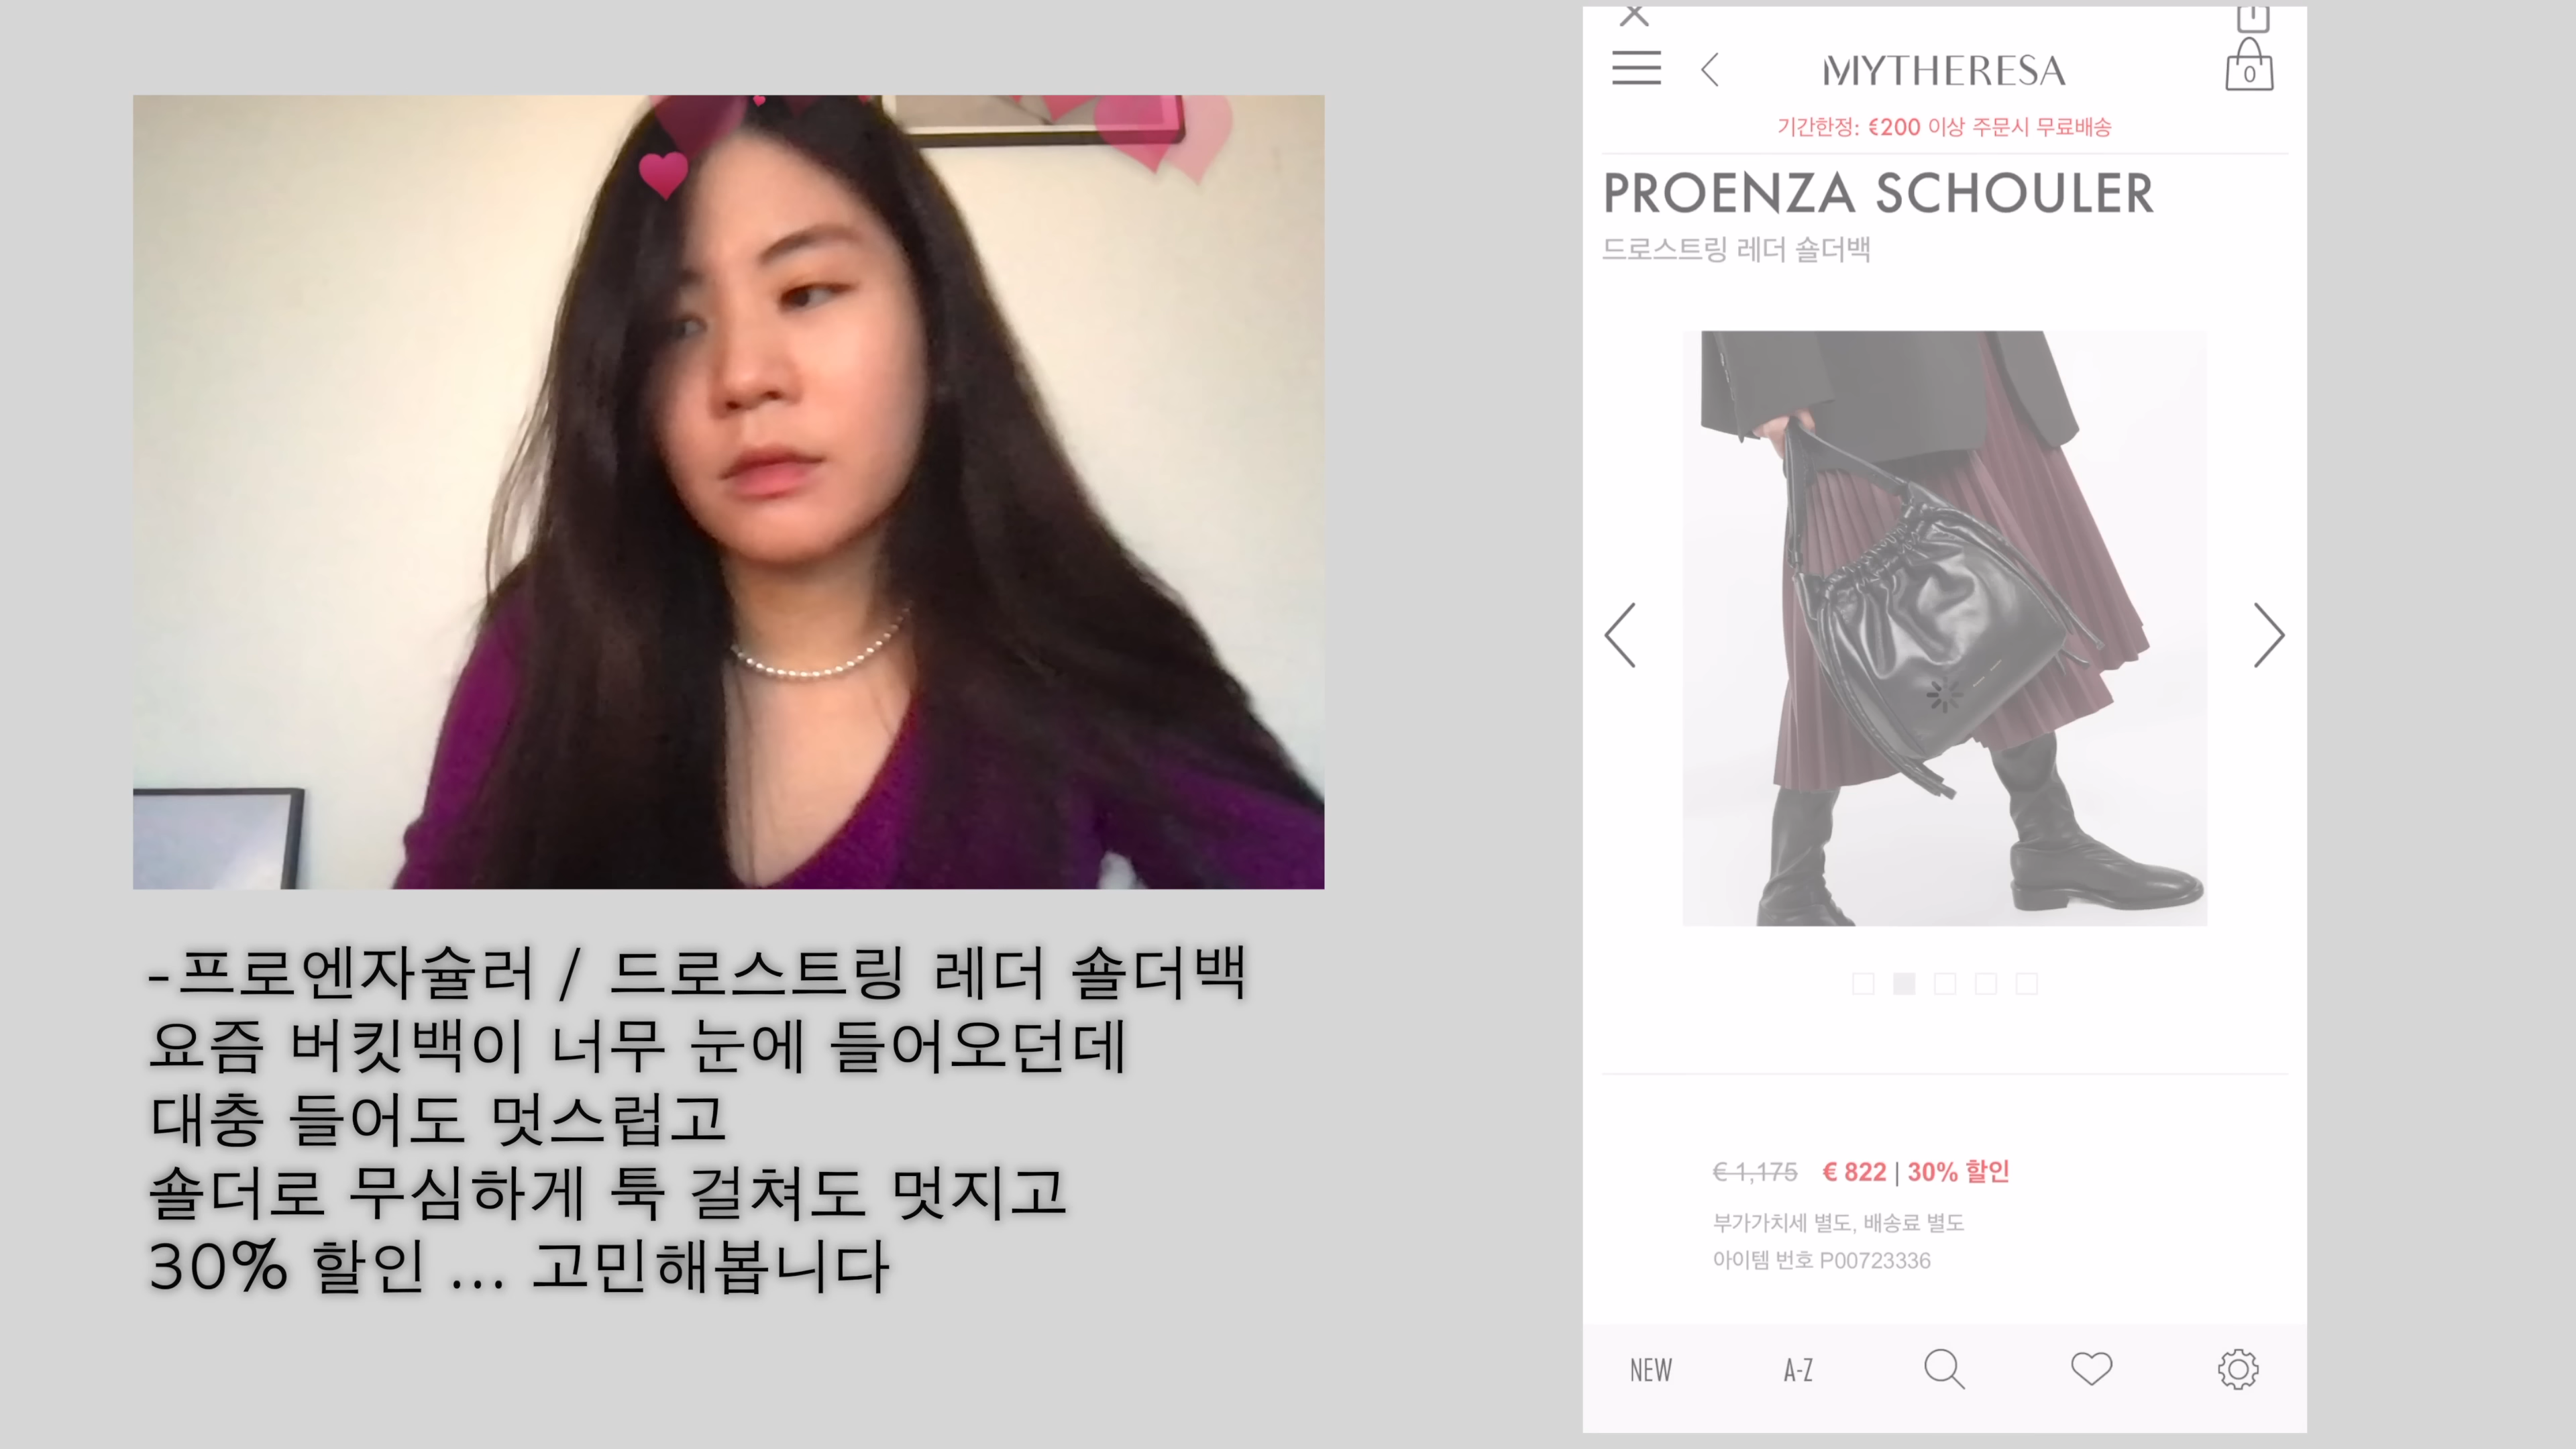 -프로엔자슐러 / 드로스트링 레더 숄더백
요즘 버킷백이 너무 눈에 들어오던데
대충 들어도 멋스럽고
숄더로 무심하게 툭 걸쳐도 멋지고
30% 할인 ... 고민해봅니다
MYTHERESA
0
기간한정: €200 이상 주문시 무료배송
PROENZA SCHOULER
드로스트링 레더 숄더백
€ 1,175 € 822 | 30% 할인
부가가치세 별도, 배송료 별도
아이템 번호 P00723336
NEW A-Z